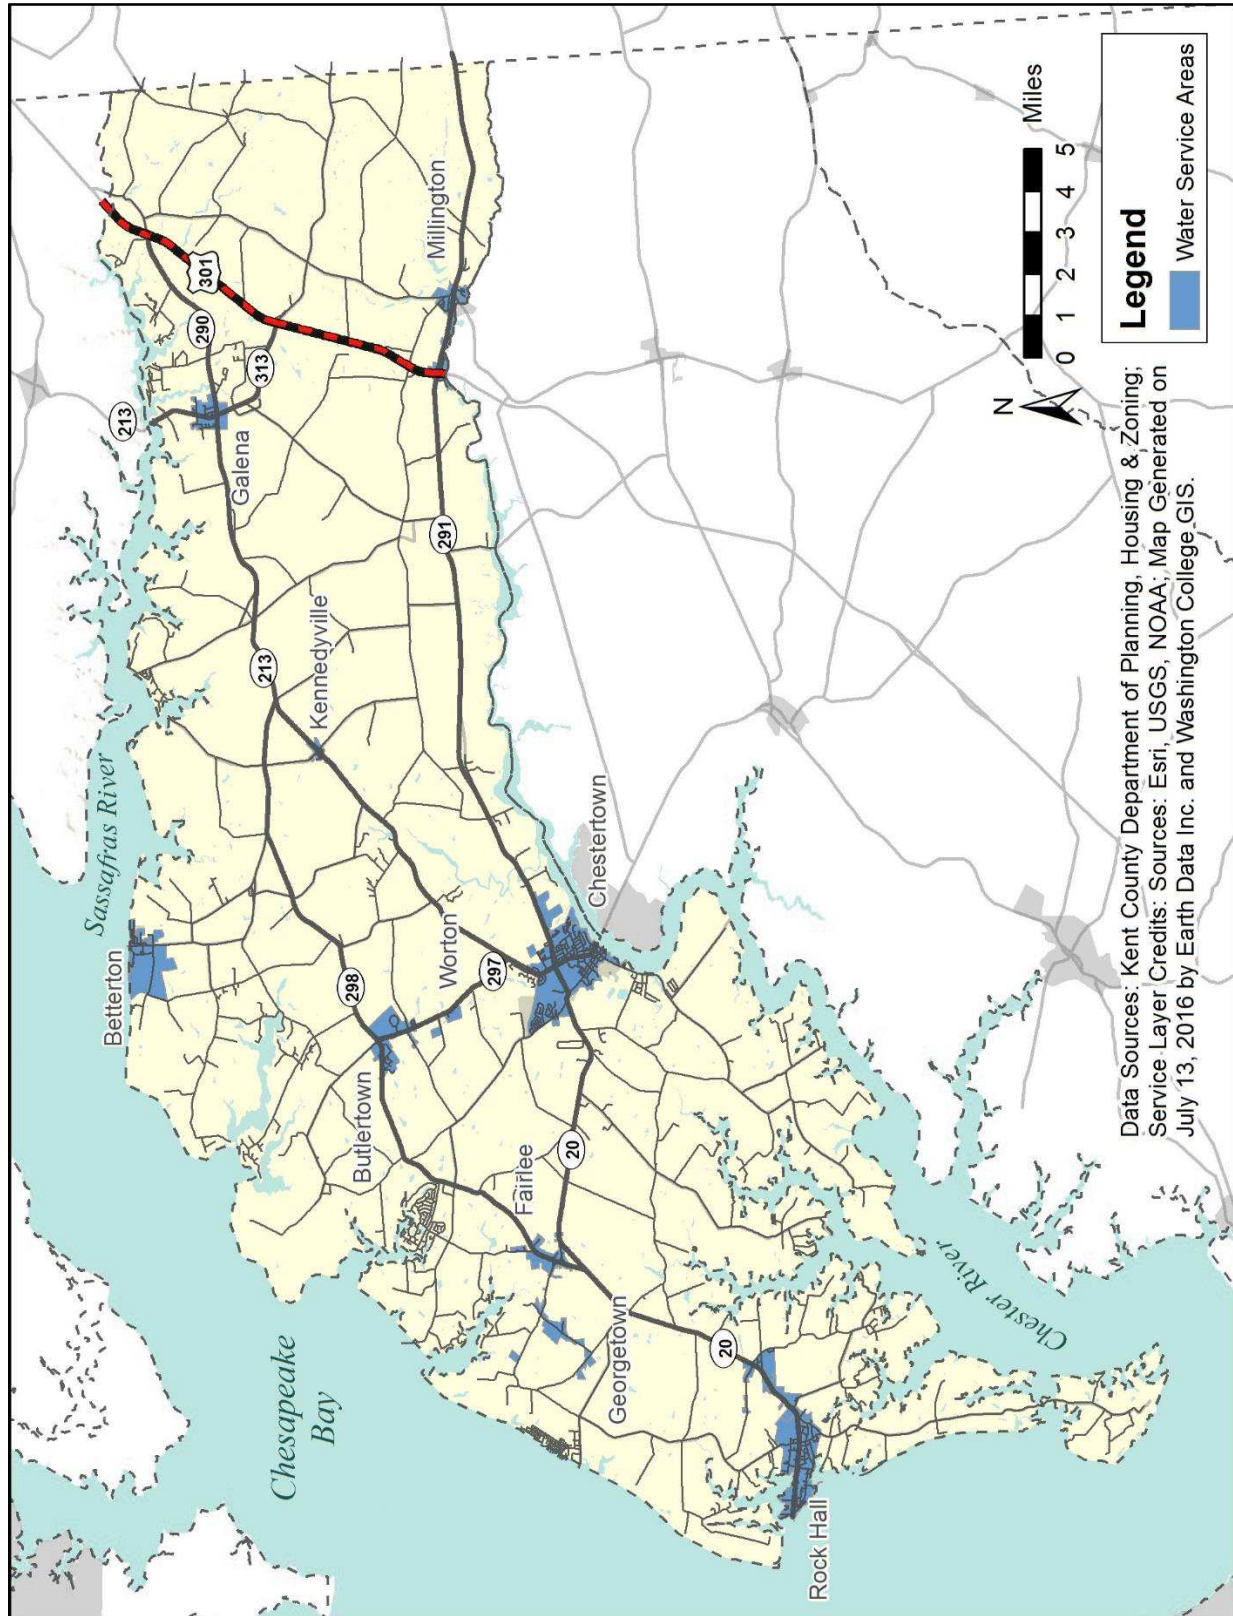 Chesapeake
Bay
Sassafras River
Chester River
Betterton
Butlertown
Worton
Kennedyville
Galena
Millington
Chestertown
Fairlee
Georgetown
Rock Hall
213
290
301
313
213
291
298
297
20
20
N
0 1 2 3 4 5
Miles
Legend
Water Service Areas
Data Sources: Kent County Department of Planning, Housing & Zoning;
Service Layer Credits: Sources: Esri, USGS, NOAA; Map Generated on
July 13, 2016 by Earth Data Inc. and Washington College GIS.